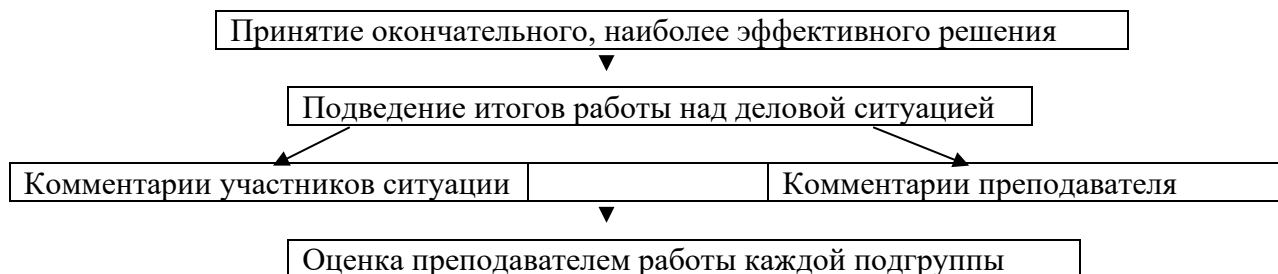 Принятие окончательного, наиболее эффективного решения
Подведение итогов работы над деловой ситуацией
Комментарии участников ситуации
Комментарии преподавателя
Оценка преподавателем работы каждой подгруппы